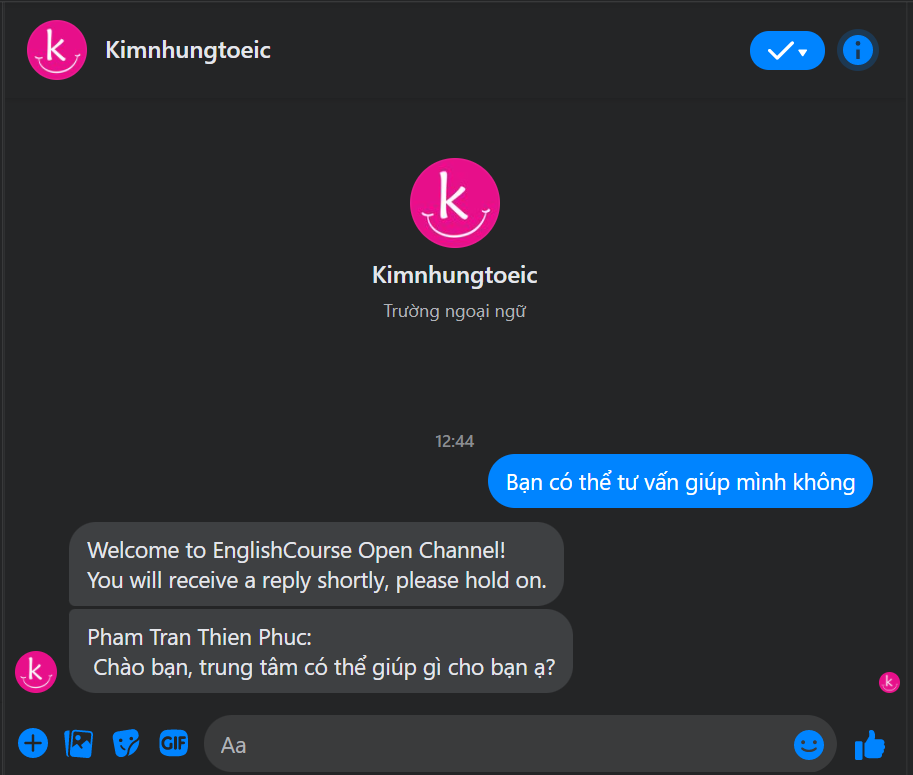 k
Kimnhungtoeic
k
Kimnhungtoeic
Trường ngoại ngữ
12:44
Bạn có thể tư vấn giúp mình không
Welcome to EnglishCourse Open Channel!
You will receive a reply shortly, please hold on.
Pham Tran Thien Phuc:
Chào bạn, trung tâm có thể giúp gì cho bạn ạ?
k
k
GIF
Aa